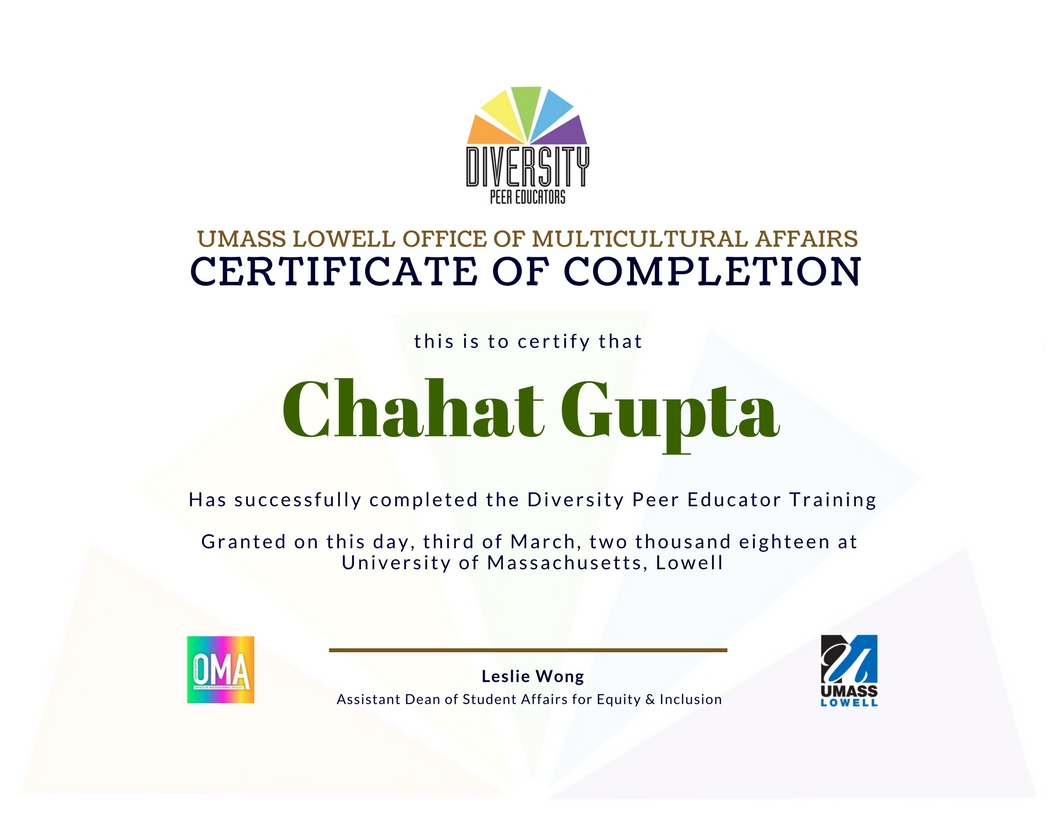 DIVERSITY
PEER EDUCATORS
UMASS LOWELL OFFICE OF MULTICULTURAL AFFAIRS
CERTIFICATE OF COMPLETION
this is to certify that
Chahat Gupta
Has successfully completed the Diversity Peer Educator Training
Granted on this day, third of March, two thousand eighteen at
University of Massachusetts, Lowell
OMA
Leslie Wong
Assistant Dean of Student Affairs for Equity & Inclusion
UMASS
LOWELL